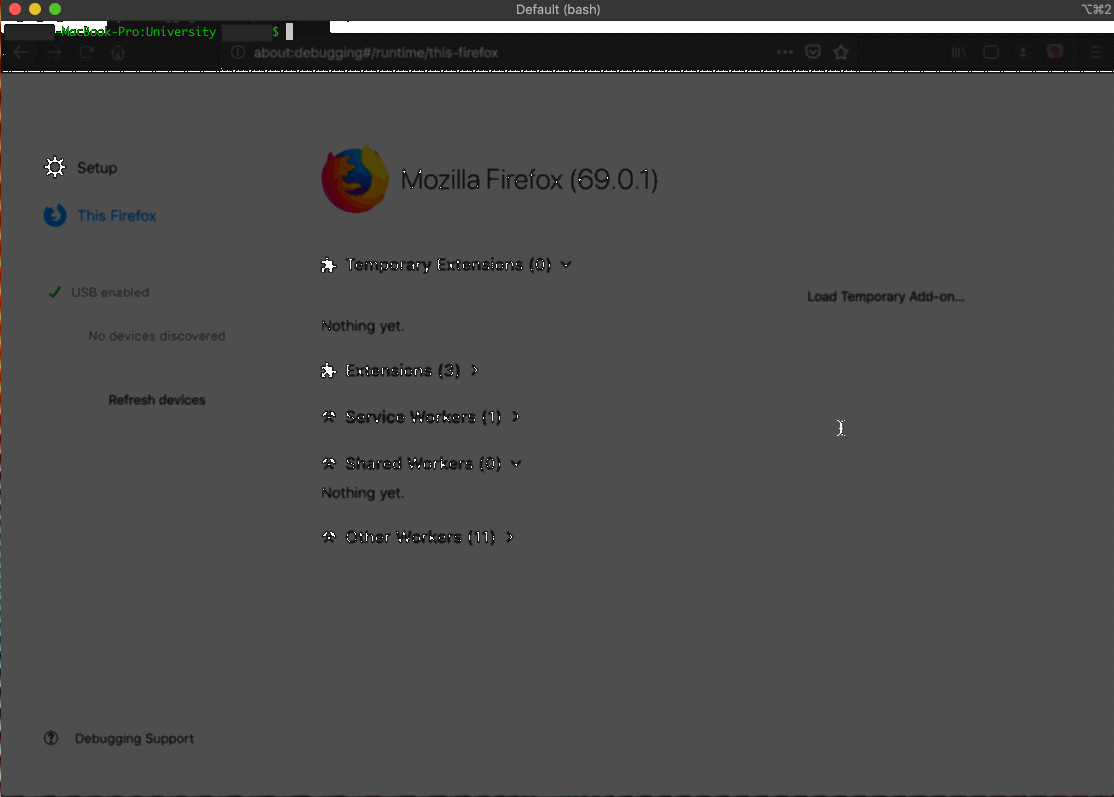 Default (bash)
⌥⌘2
-MacBook-Pro:University $
about:debugging#/runtime/this-firefox
Setup
Mozilla Firefox (69.0.1)
This Firefox
Temporary Extensions (0)
USB enabled
Load Temporary Add-on...
Nothing yet.
No devices discovered
Extensions (3)
Refresh devices
Service Workers (1)
Shared Workers (0)
Nothing yet.
Other Workers (11)
Debugging Support